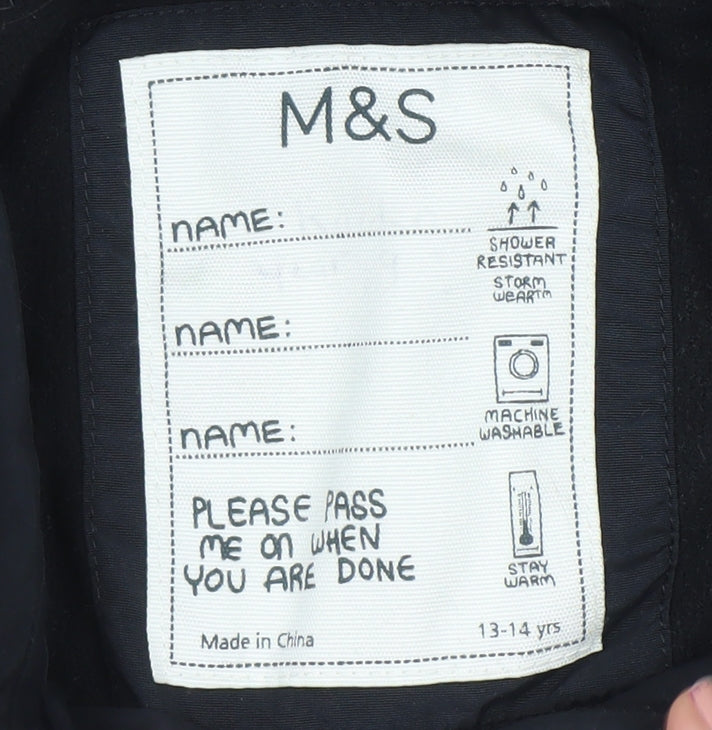 M&S
NAME:
SHOWER
RESISTANT
STORM
WEARTM
NAME:
MACHINE
WASHABLE
NAME:
PLEASE PASS
ME ON WHEN
YOU ARE DONE
STAY
WARM
Made in China
13-14 yrs